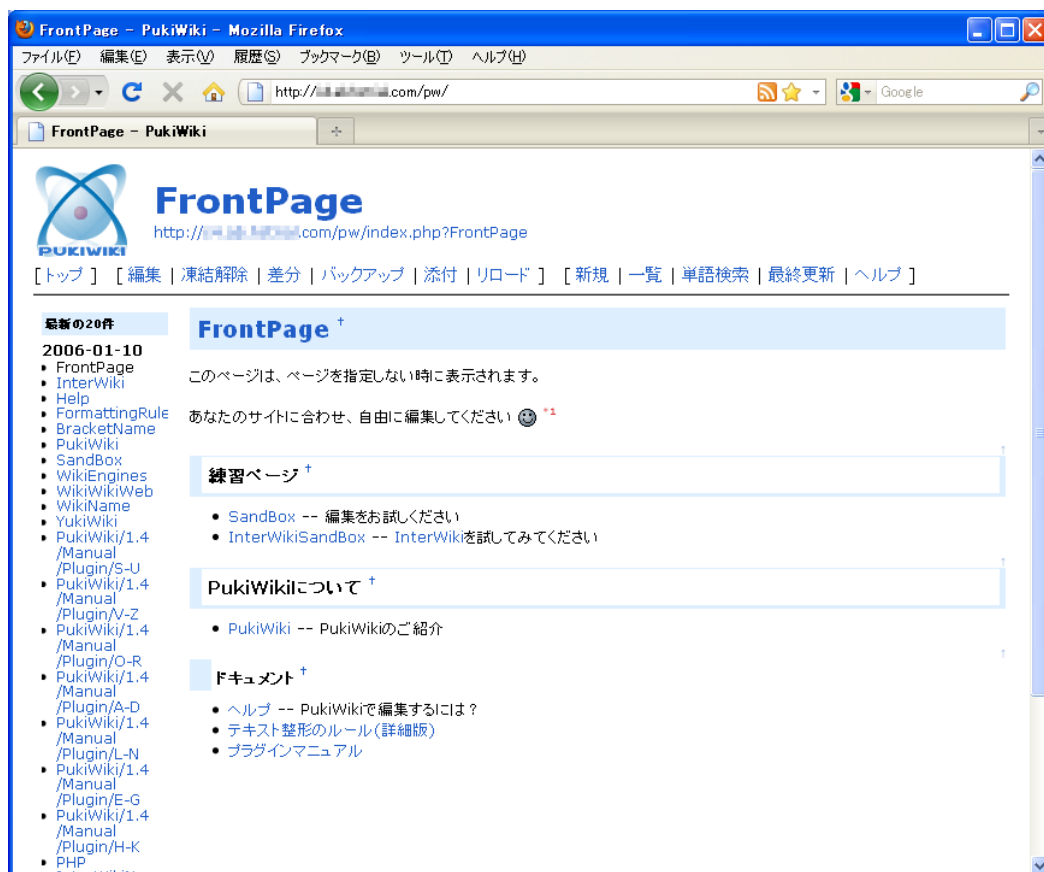 FrontPage - PukiWiki - Mozilla Firefox
ファイル(F) 編集(E) 表示(V) 履歴(S) ブックマーク(B) ツール(T) ヘルプ(H)
http:// .com/pw/
Google
FrontPage - PukiWiki
PUKIWIKI
FrontPage
http:// .com/pw/index.php?FrontPage
[ トップ ] [ 編集 | 凍結解除 | 差分 | バックアップ | 添付 | リロード ] [ 新規 | 一覧 | 単語検索 | 最終更新 | ヘルプ ]
最新の20件
2006-01-10
FrontPage
InterWiki
Help
FormattingRule
BracketName
PukiWiki
SandBox
WikiEngines
WikiWikiWeb
WikiName
YukiWiki
PukiWiki/1.4
/Manual
/Plugin/S-U
PukiWiki/1.4
/Manual
/Plugin/V-Z
PukiWiki/1.4
/Manual
/Plugin/O-R
PukiWiki/1.4
/Manual
/Plugin/A-D
PukiWiki/1.4
/Manual
/Plugin/L-N
PukiWiki/1.4
/Manual
/Plugin/E-G
PukiWiki/1.4
/Manual
/Plugin/H-K
PHP
FrontPage †
このページは、ページを指定しない時に表示されます。
あなたのサイトに合わせ、自由に編集してください *1
↑
練習ページ †
SandBox -- 編集をお試しください
InterWikiSandBox -- InterWikiを試してみてください
↑
PukiWikiについて †
PukiWiki -- PukiWikiのご紹介
↑
ドキュメント †
ヘルプ -- PukiWikiで編集するには？
テキスト整形のルール(詳細版)
プラグインマニュアル